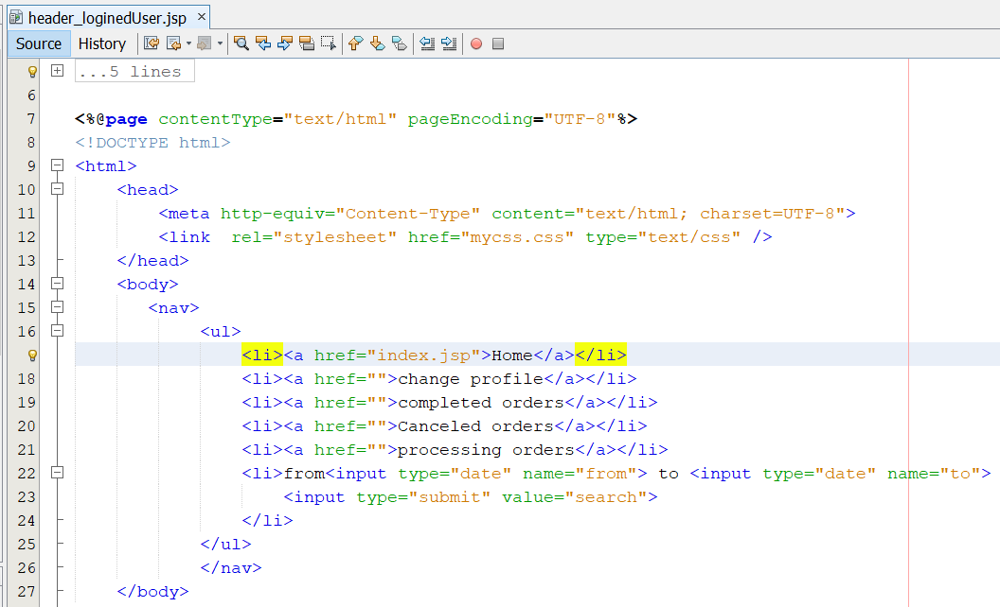 header_loginedUser.jsp ×
Source History
...5 lines
6
7 <%@page contentType="text/html" pageEncoding="UTF-8"%>
8 <!DOCTYPE html>
9 <html>
10 <head>
11 <meta http-equiv="Content-Type" content="text/html; charset=UTF-8">
12 <link  rel="stylesheet" href="mycss.css" type="text/css" />
13 </head>
14 <body>
15 <nav>
16 <ul>
<li><a href="index.jsp">Home</a></li>
18 <li><a href="">change profile</a></li>
19 <li><a href="">completed orders</a></li>
20 <li><a href="">Canceled orders</a></li>
21 <li><a href="">processing orders</a></li>
22 <li>from<input type="date" name="from"> to <input type="date" name="to">
23 <input type="submit" value="search">
24 </li>
25 </ul>
26 </nav>
27 </body>